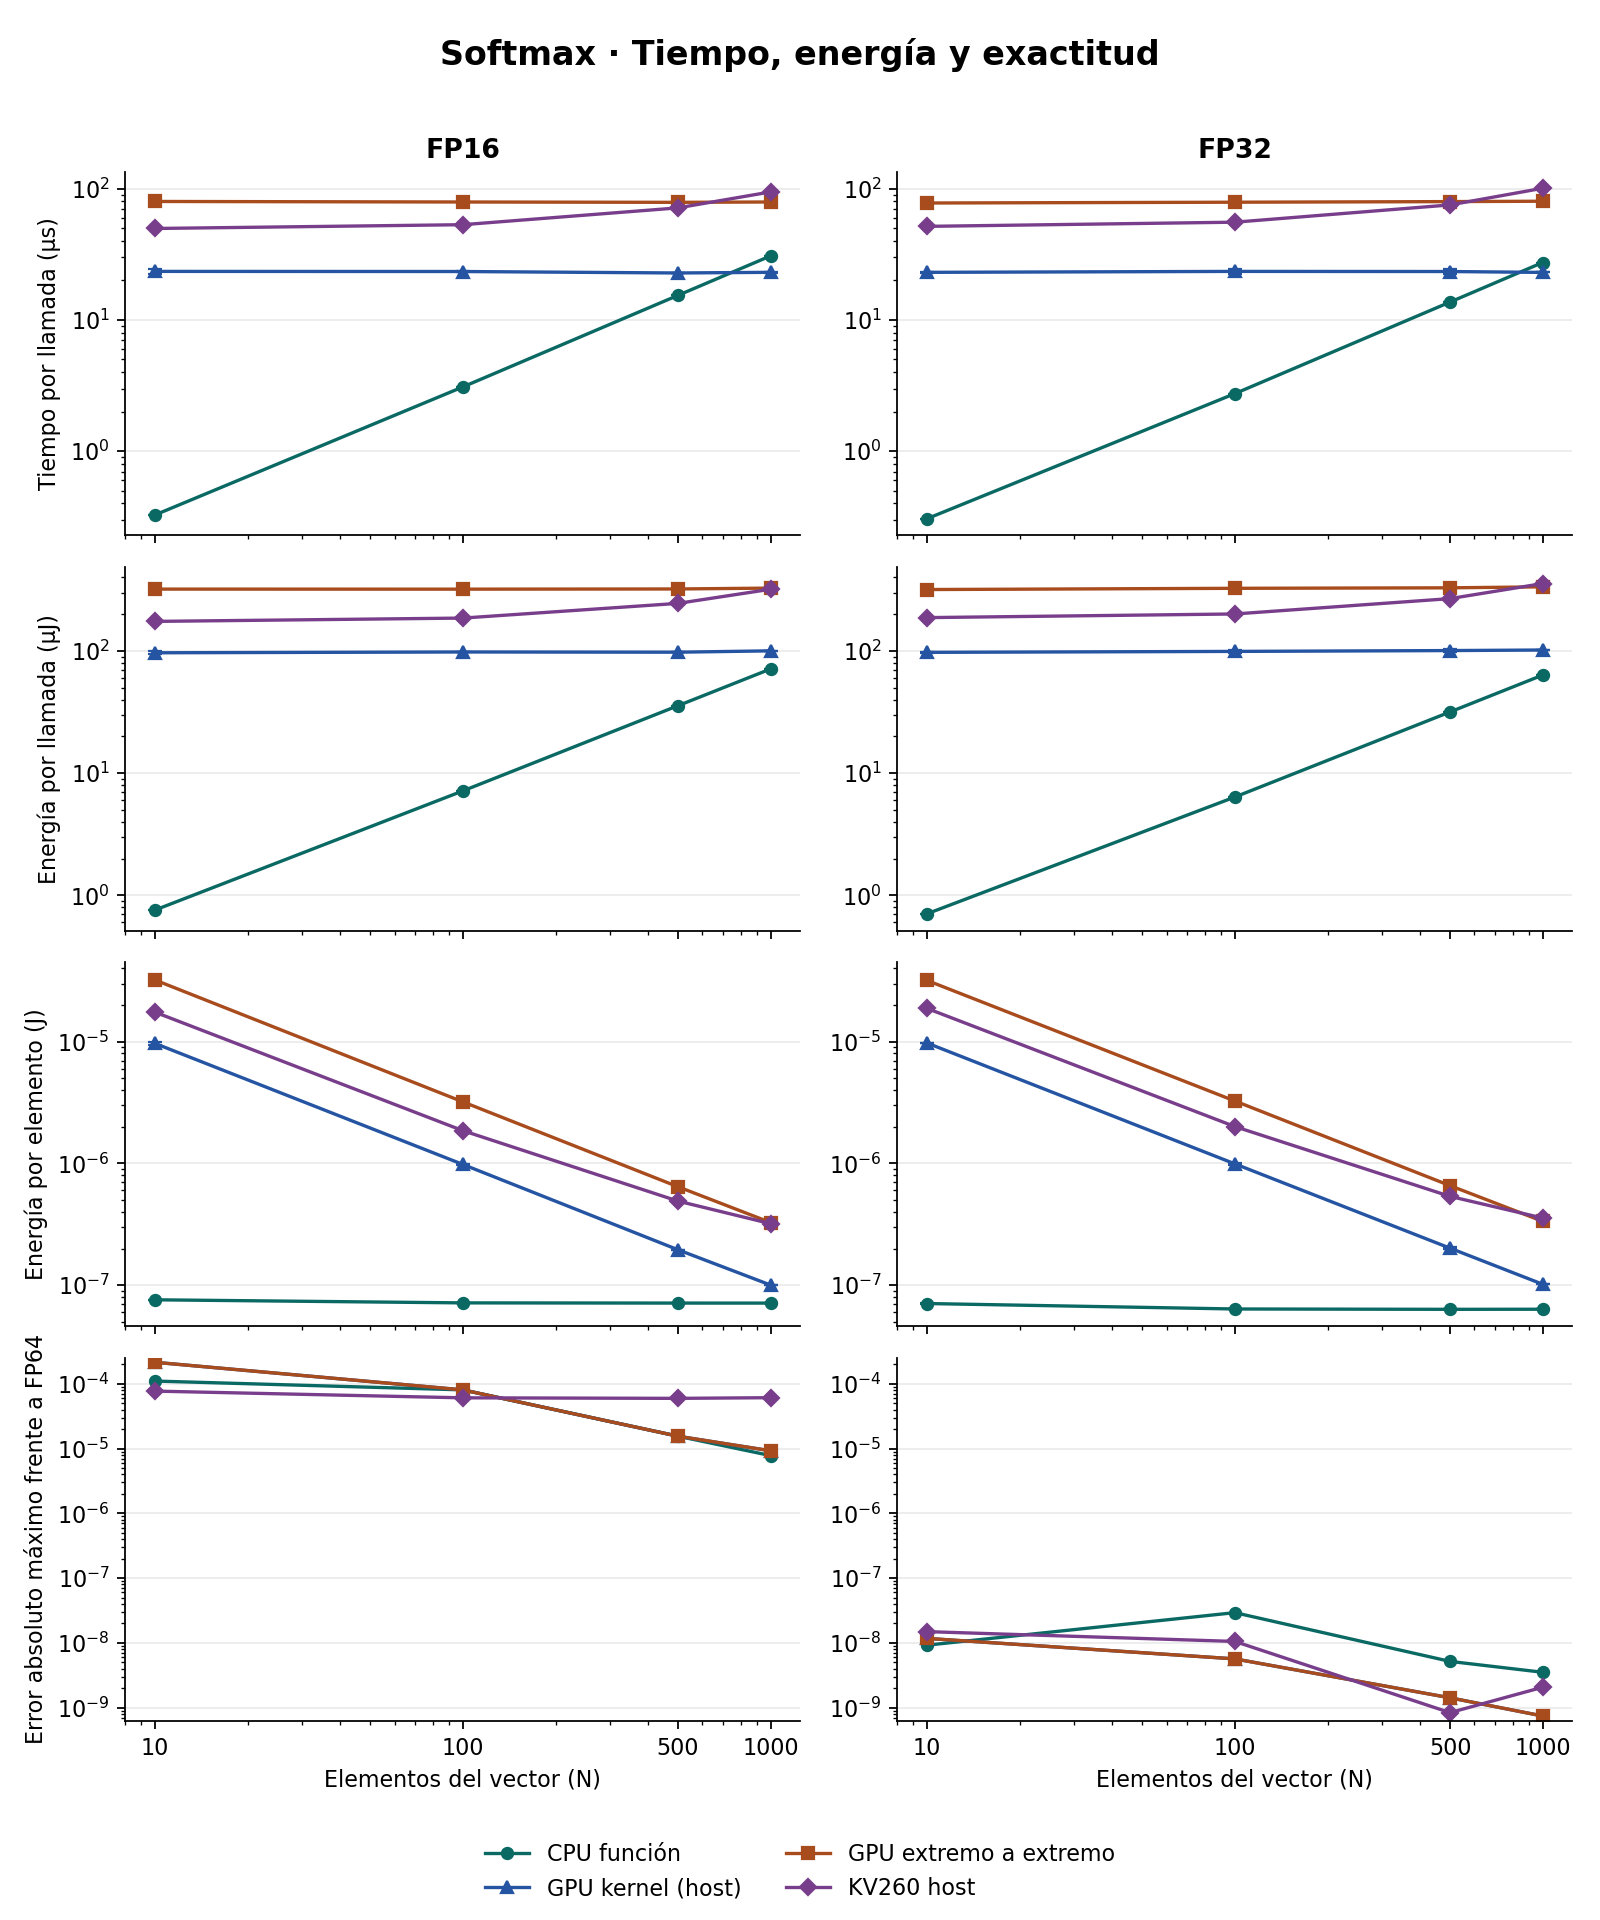 Softmax · Tiempo, energía y exactitud
FP16
FP32
Tiempo por llamada (µs)
10²
10¹
10⁰
10²
10¹
10⁰
Energía por llamada (µJ)
10²
10¹
10⁰
10²
10¹
10⁰
Energía por elemento (J)
10⁻⁵
10⁻⁶
10⁻⁷
10⁻⁵
10⁻⁶
10⁻⁷
Error absoluto máximo frente a FP64
10⁻⁴
10⁻⁵
10⁻⁶
10⁻⁷
10⁻⁸
10⁻⁹
10⁻⁴
10⁻⁵
10⁻⁶
10⁻⁷
10⁻⁸
10⁻⁹
10 100 500 1000
10 100 500 1000
Elementos del vector (N)
Elementos del vector (N)
CPU función
GPU kernel (host)
GPU extremo a extremo
KV260 host